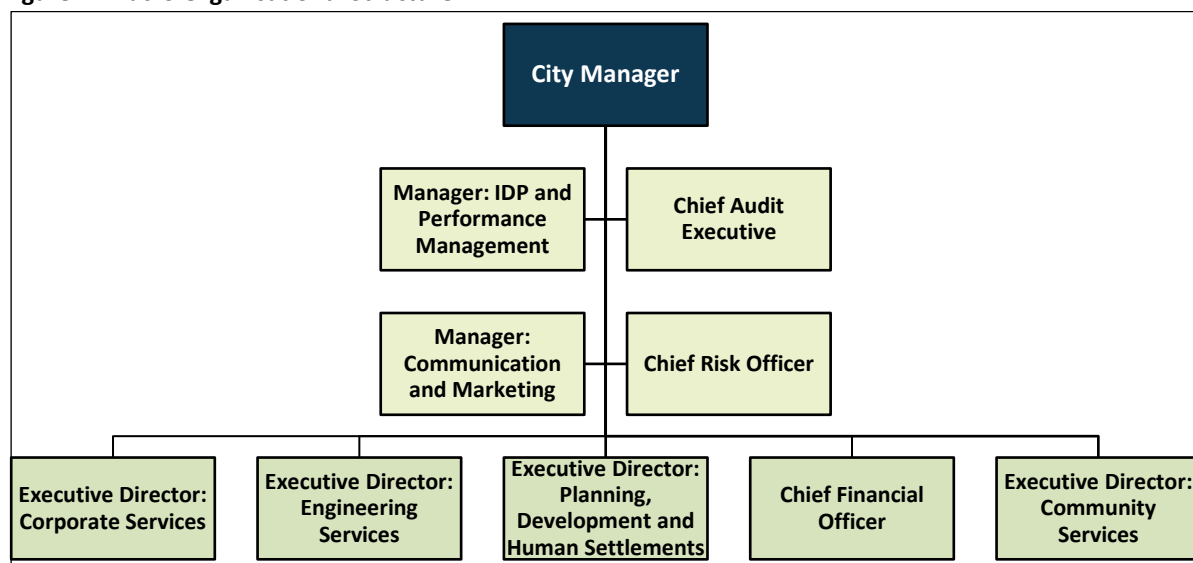 City Manager
Manager: IDP and
Performance
Management
Chief Audit
Executive
Manager:
Communication
and Marketing
Chief Risk Officer
Executive Director:
Corporate Services
Executive Director:
Engineering
Services
Executive Director:
Planning,
Development and
Human Settlements
Chief Financial
Officer
Executive Director:
Community
Services